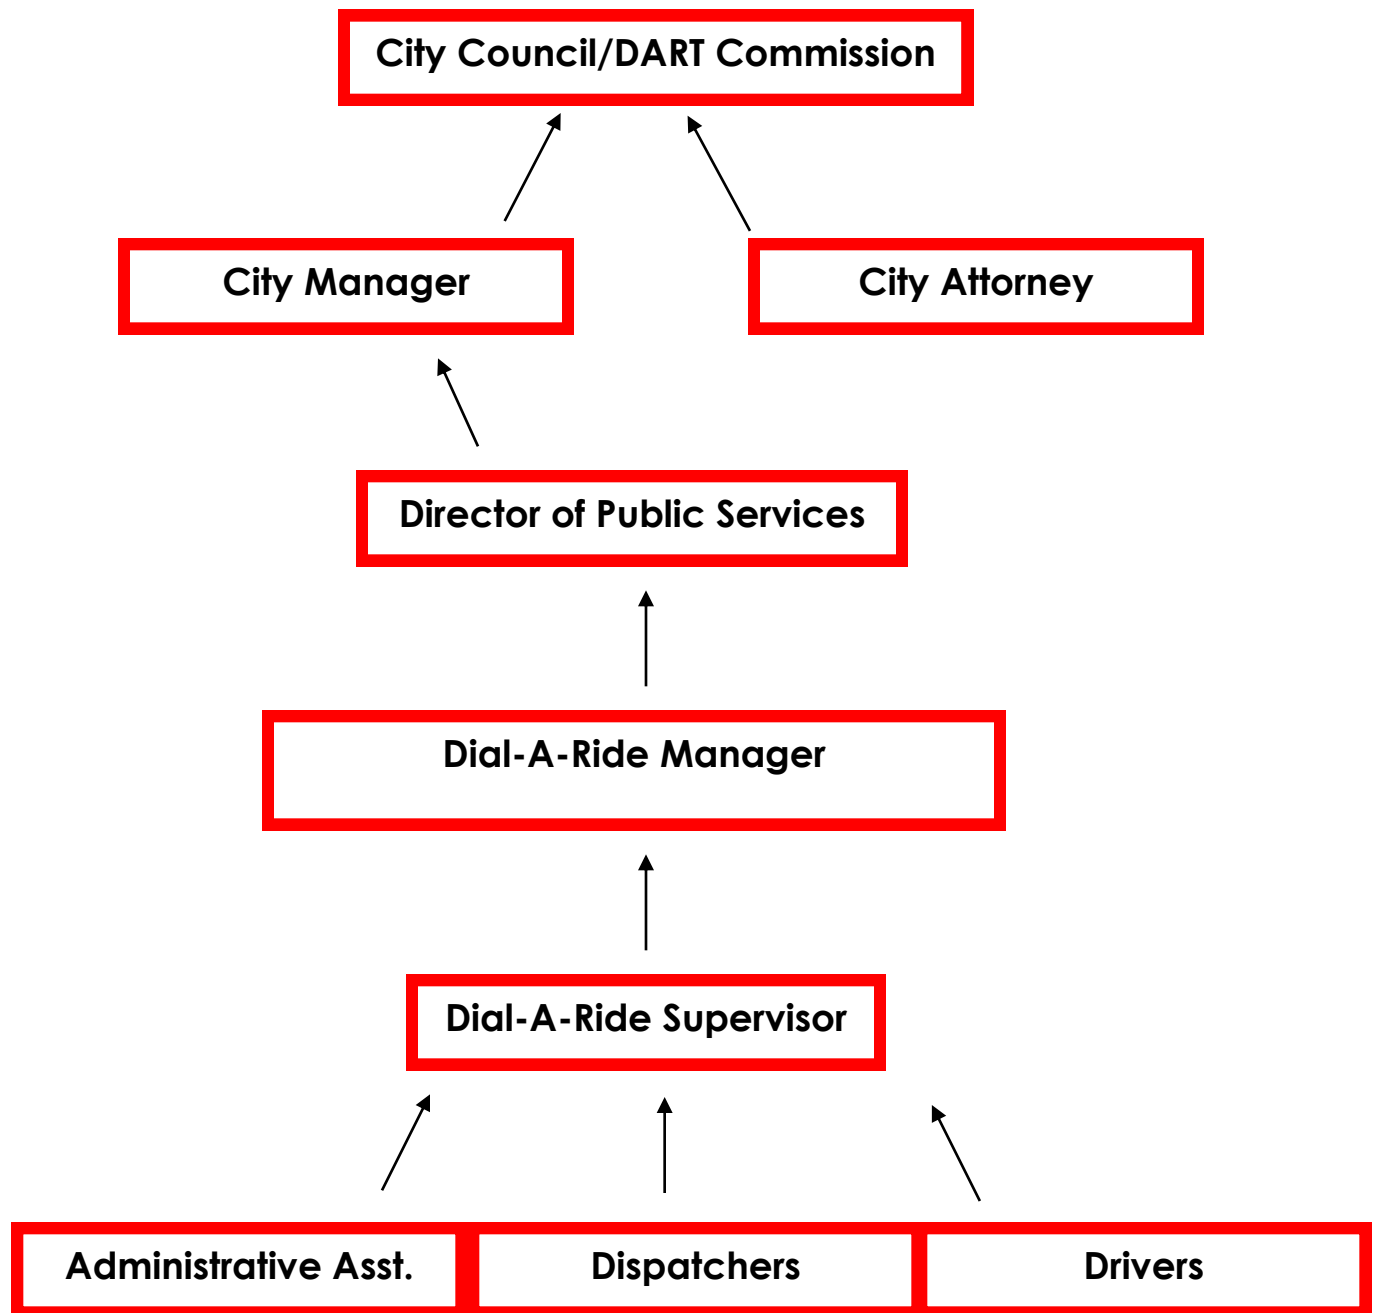 City Council/DART Commission
City Manager
City Attorney
Director of Public Services
Dial-A-Ride Manager
Dial-A-Ride Supervisor
Administrative Asst.
Dispatchers
Drivers